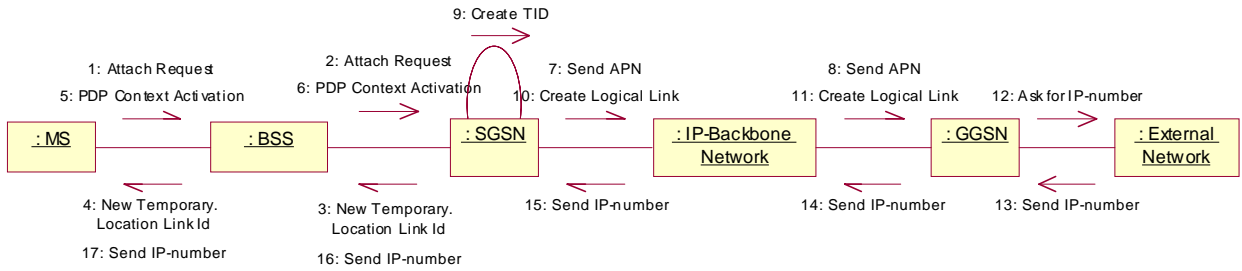 9: Create TID
1: Attach Request
5: PDP Context Activation
2: Attach Request
6: PDP Context Activation
7: Send APN
10: Create Logical Link
8: Send APN
11: Create Logical Link
12: Ask for IP-number
: MS
: BSS
: SGSN
: IP-Backbone
Network
: GGSN
: External
Network
4: New Temporary.
Location Link Id
17: Send IP-number
3: New Temporary.
Location Link Id
16: Send IP-number
15: Send IP-number
14: Send IP-number
13: Send IP-number